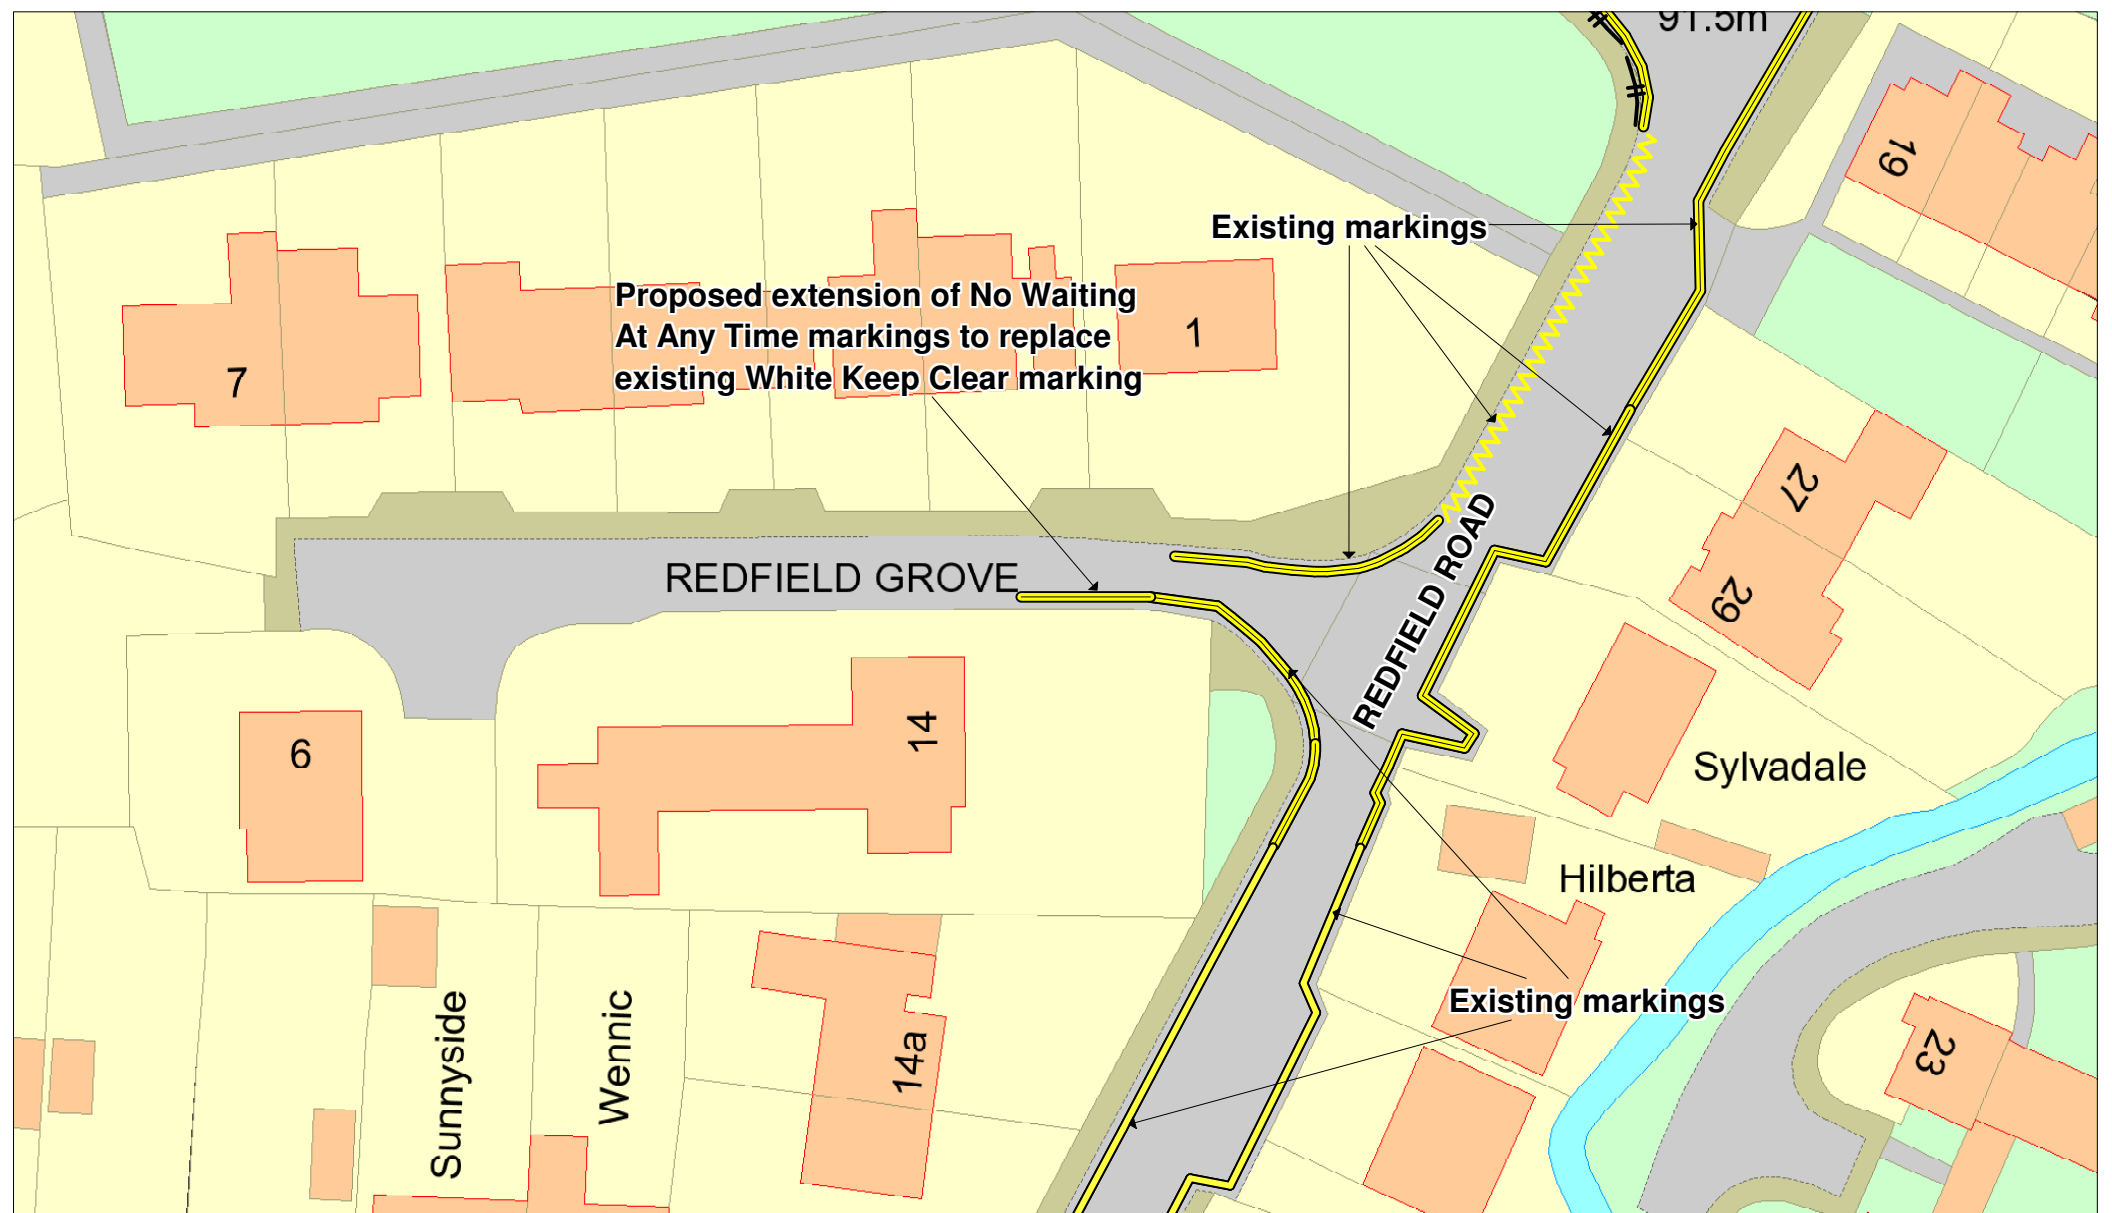 91.5m
19
Existing markings
Proposed extension of No Waiting
At Any Time markings to replace
existing White Keep Clear marking
1
7
27
29
REDFIELD GROVE
REDFIELD ROAD
14
6
Sylvadale
Hilberta
Existing markings
Sunnyside
Wennic
14a
23